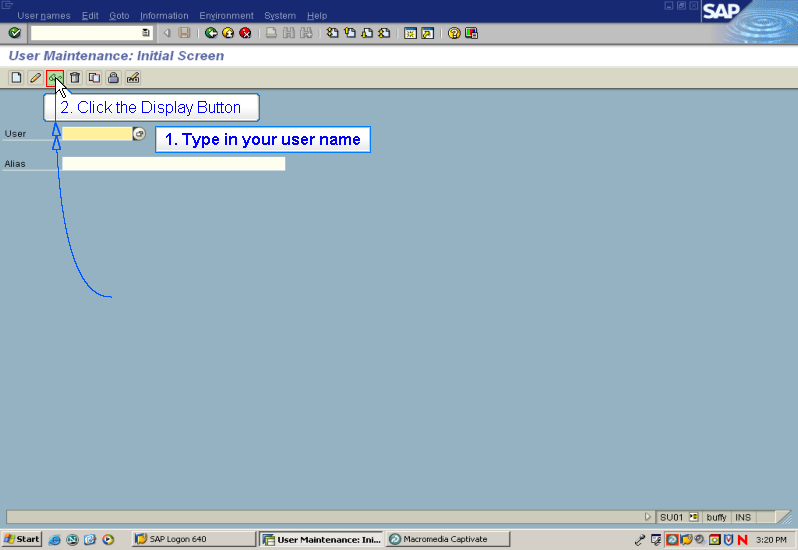 User names Edit Goto Information Environment System Help
SAP
User Maintenance: Initial Screen
2. Click the Display Button
User
1. Type in your user name
Alias
SU01 buffy INS
Start SAP Logon 640 User Maintenance: Ini... Macromedia Captivate 3:20 PM